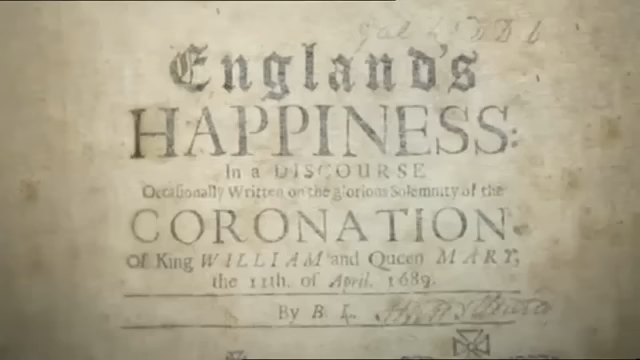 England's
HAPPINESS:
In a DISCOURSE
Occasionally Written on the glorious Solemnity of the
CORONATION
Of King WILLIAM and Queen MARY,
the 11th. of April. 1689.
By B. L.